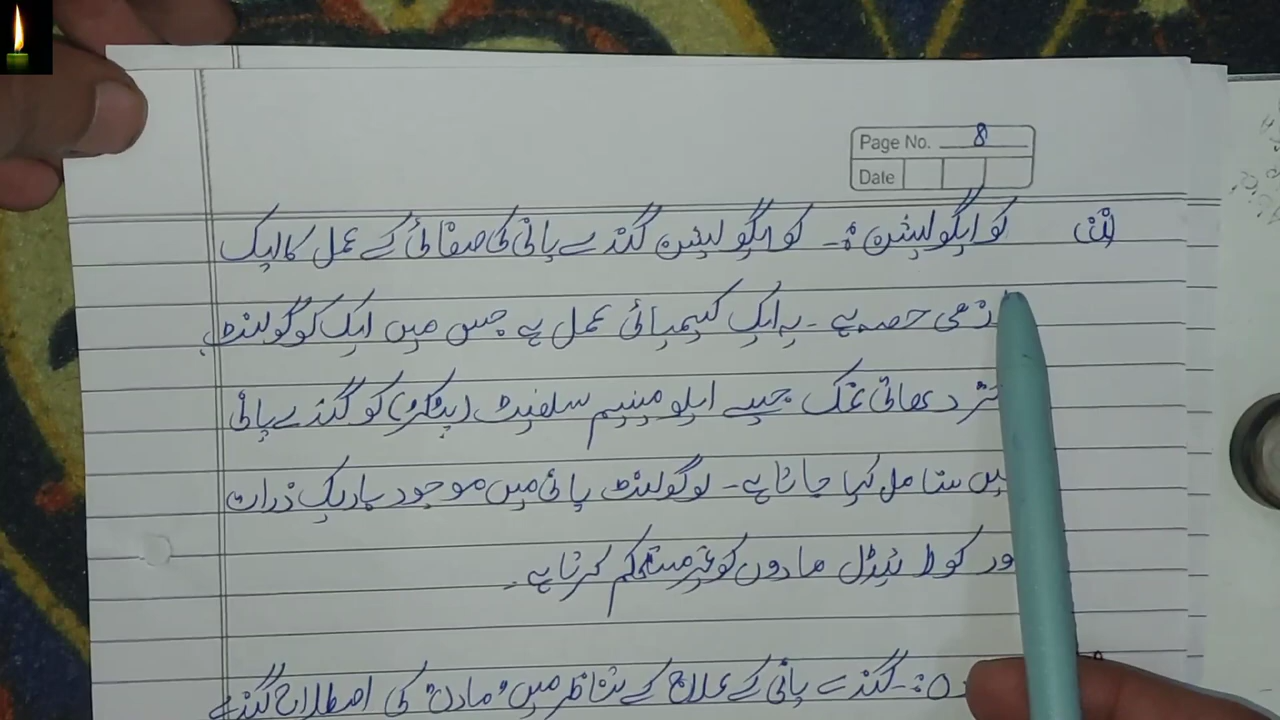 Page No. 8
Date
الف کوایگولیشن :- کوایگولیشن گندے پانی کی صفائی کے عمل کا ایک
حصہ ہے ۔ یہ ایک کیمیائی عمل ہے جس میں ایک کوگولنٹ
دھاتی نمک جیسے ایلومینیم سلفیٹ (پھٹکری) کو گندے پانی
میں شامل کیا جاتا ہے ۔ کوگولنٹ پانی میں موجود باریک ذرات
اور کولائیڈل مادوں کو غیر مستحکم کرتا ہے ۔
:- گندے پانی کے علاج کے تناظر میں "مادن" کی اصطلاح گندے